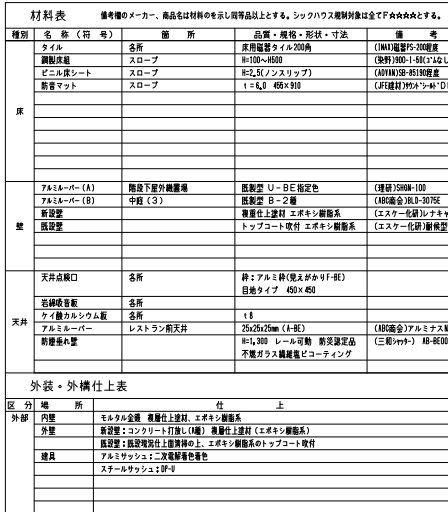 材料表　備考欄のメーカー、商品名は材料のを示し同等品以上とする。シックハウス規制対象は全てF☆☆☆☆とする。
種別　名称（符号）　箇所　品質・規格・形状・寸法　備考
床
タイル　各所　床用磁器タイル200角　(INAX)磁器PS-200程度
鋼製床組　スロープ　H=100〜H500
ビニル床シート　スロープ　H=2.5(ノンスリップ)
防音マット　スロープ　t=6.0　455×910
壁
アルミルーバー(A)　階段下屋外機置場　既製型 U-BE指定色
アルミルーバー(B)　中庭(3)　既製型 B-2種　(ABC商会)BLD-3075E
新設壁　複層仕上塗材 エポキシ樹脂系
既設壁　トップコート吹付 エポキシ樹脂系
天井
天井点検口　各所　枠：アルミ枠(見えがかりF-BE)
目地タイプ　450×450
岩綿吸音板　各所
ケイ酸カルシウム板　各所　t8
アルミルーバー　レストラン前天井　25x25x25mm (A-BE)　(ABC商会)アルミナス
防煙垂れ壁　H=1,300　レール可動　防災認定品
不燃ガラス繊維塩ビコーティング
外装・外構仕上表
区分　場所　仕上
外部
内壁　モルタル金鏝　複層仕上塗材、エポキシ樹脂系
外壁　新設壁：コンクリート打放し(A種)　複層仕上塗材(エポキシ樹脂系)
既設壁：既設現況仕上面清掃の上、エポキシ樹脂系のトップコート吹付
建具　アルミサッシュ：二次電解着色着色
スチールサッシュ：DP-U